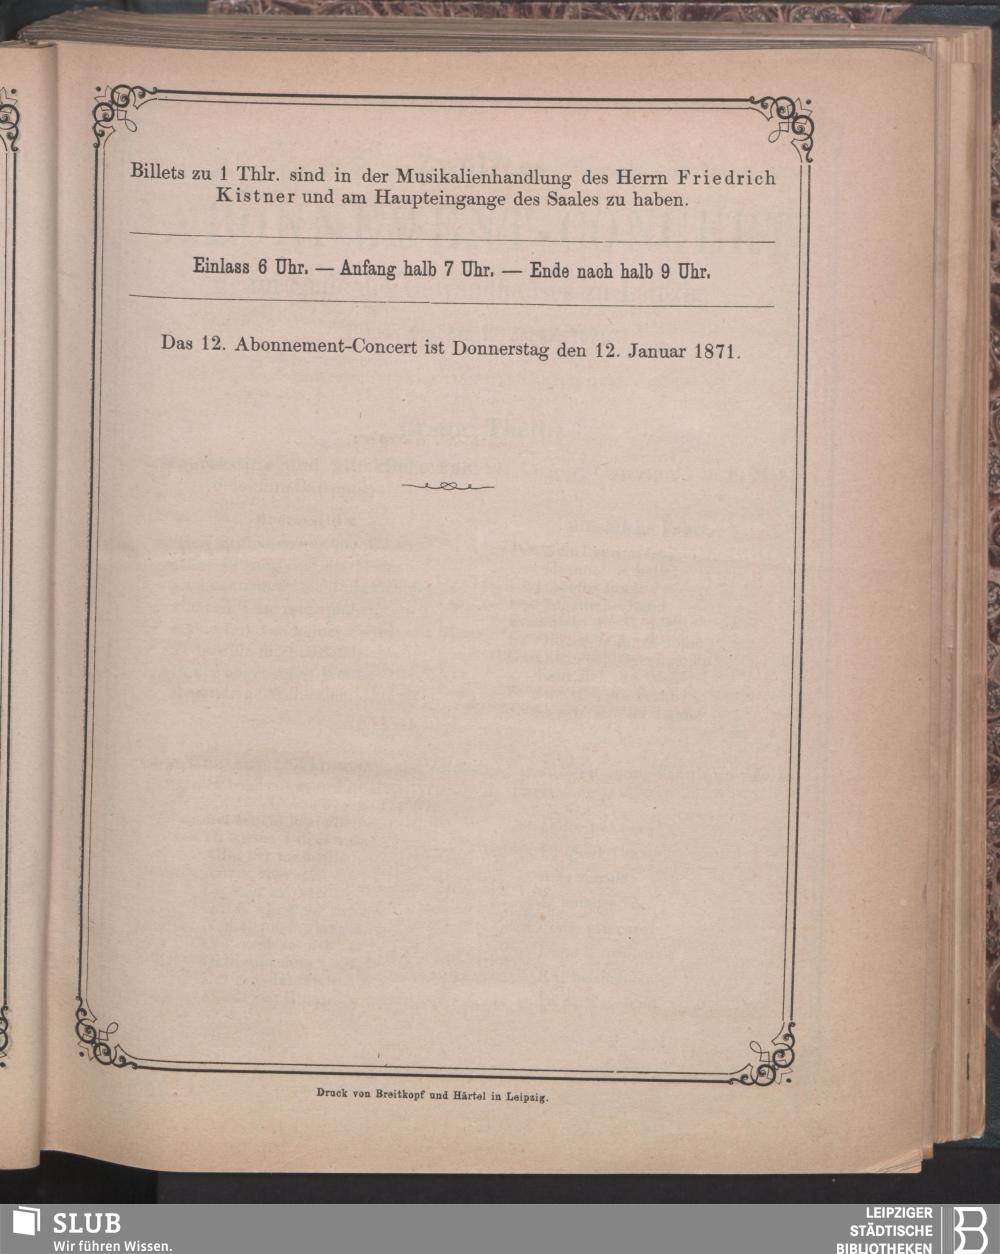 Billets zu 1 Thlr. sind in der Musikalienhandlung des Herrn Friedrich
Kistner und am Haupteingange des Saales zu haben.
Einlass 6 Uhr. — Anfang halb 7 Uhr. — Ende nach halb 9 Uhr.
Das 12. Abonnement-Concert ist Donnerstag den 12. Januar 1871.
Druck von Breitkopf und Härtel in Leipzig.
SLUB
Wir führen Wissen.
LEIPZIGER
STÄDTISCHE
BIBLIOTHEKEN